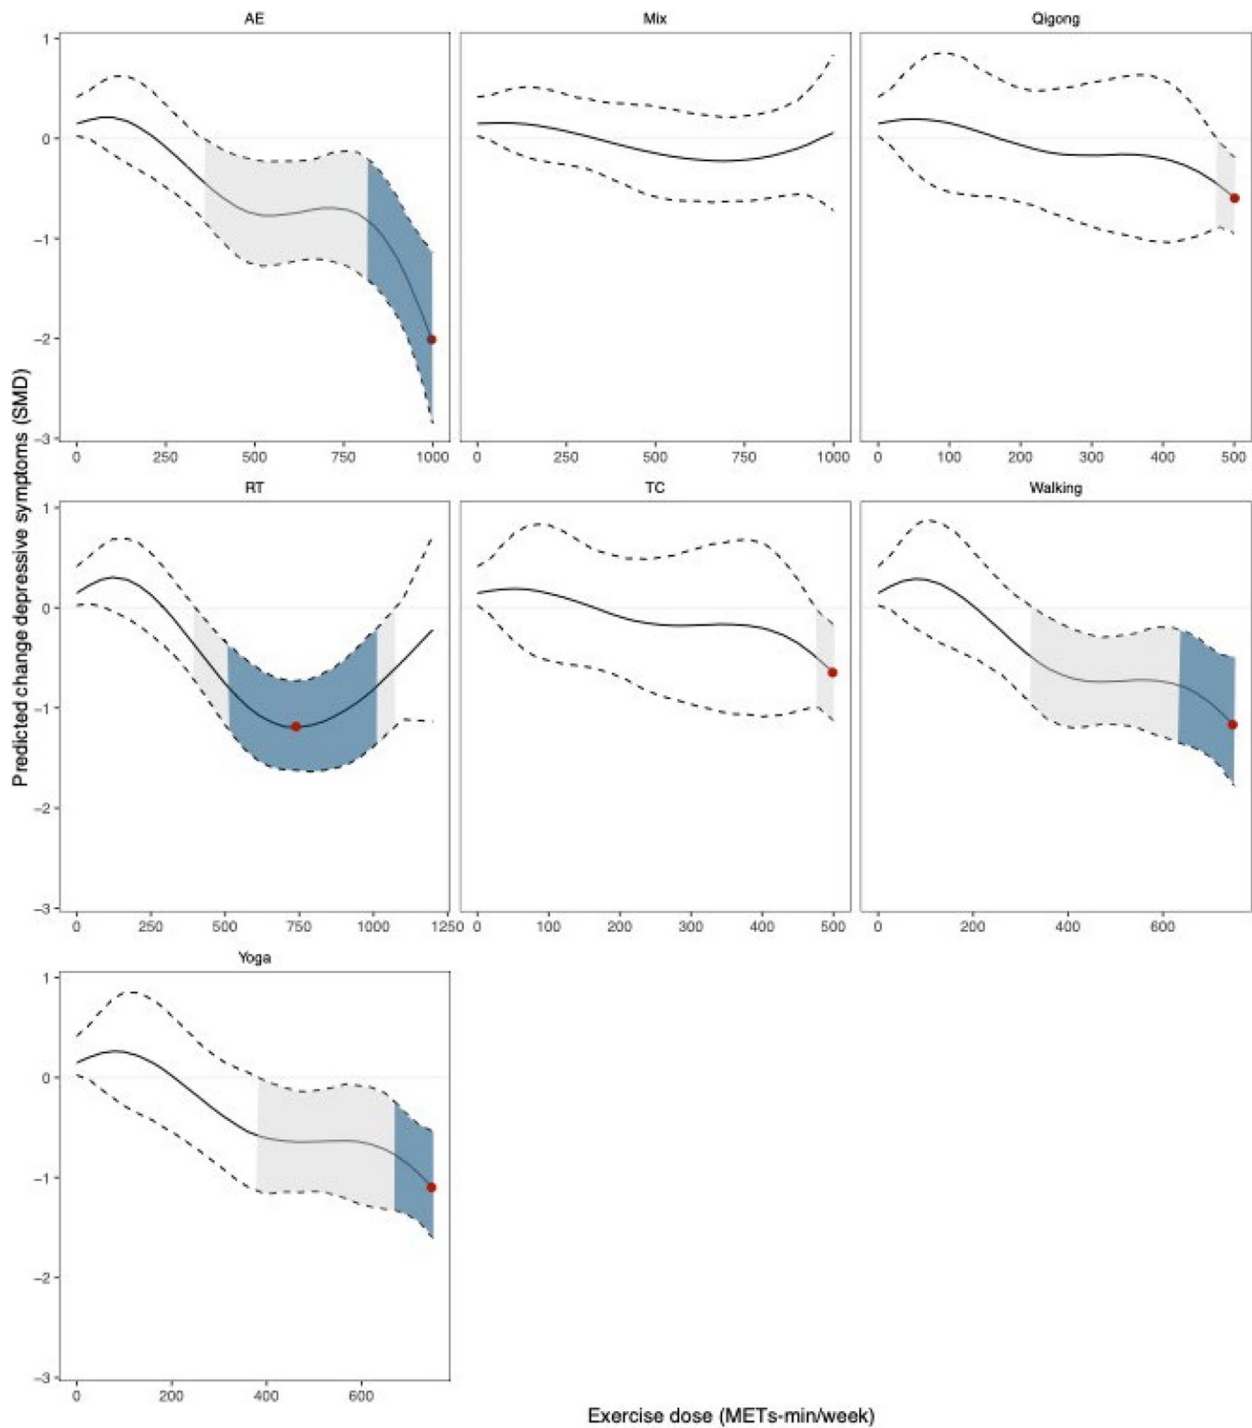 AE Mix Qigong
1
0
−1
−2
−3
0 250 500 750 1000 0 250 500 750 1000 0 100 200 300 400 500
RT TC Walking
1
0
−1
−2
−3
0 250 500 750 1000 1250 0 100 200 300 400 500 0 200 400 600
Yoga
1
0
−1
−2
−3
0 200 400 600
Predicted change depressive symptoms (SMD)
Exercise dose (METs-min/week)